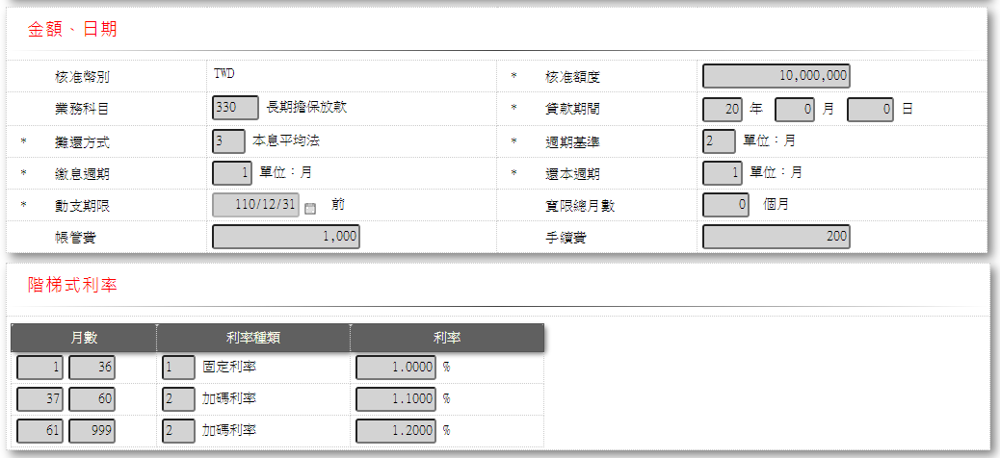 金額、日期
核准幣別 TWD * 核准額度 10,000,000
業務科目 330 長期擔保放款 * 貸款期間 20 年 0 月 0 日
* 攤還方式 3 本息平均法 * 週期基準 2 單位：月
* 繳息週期 1 單位：月 * 還本週期 1 單位：月
* 動支期限 110/12/31 前 寬限總月數 0 個月
帳管費 1,000 手續費 200
階梯式利率
月數 利率種類 利率
1 36 1 固定利率 1.0000 %
37 60 2 加碼利率 1.1000 %
61 999 2 加碼利率 1.2000 %